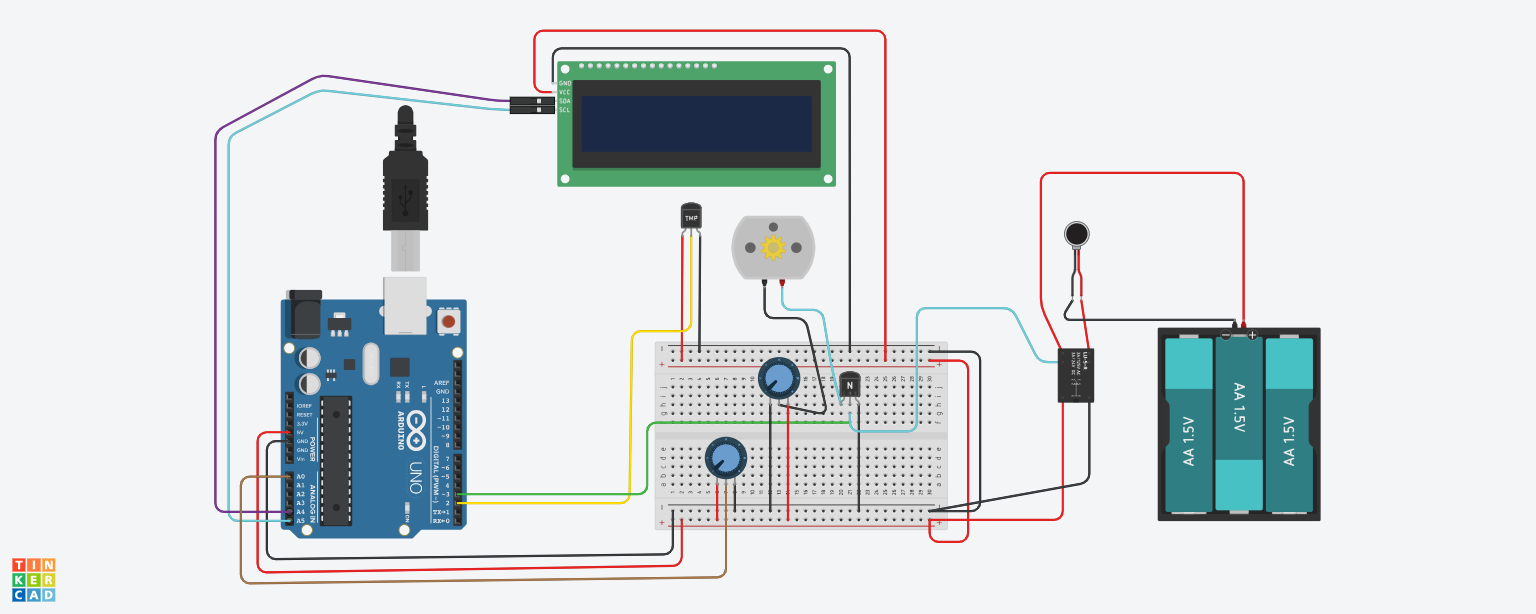 GND
VCC
SDA
SCL
TMP
N
AREF
GND
13
12
~11
~10
~9
8
7
~6
~5
4
~3
2
TX→1
RX←0
IOREF
RESET
3.3V
5V
GND
GND
Vin
A0
A1
A2
A3
A4
A5
POWER
ANALOG IN
RX
TX
L
ARDUINO
UNO
DIGITAL (PWM~)
ON
AA 1.5V
AA 1.5V
AA 1.5V
LU-5-R
TIN
KER
CAD